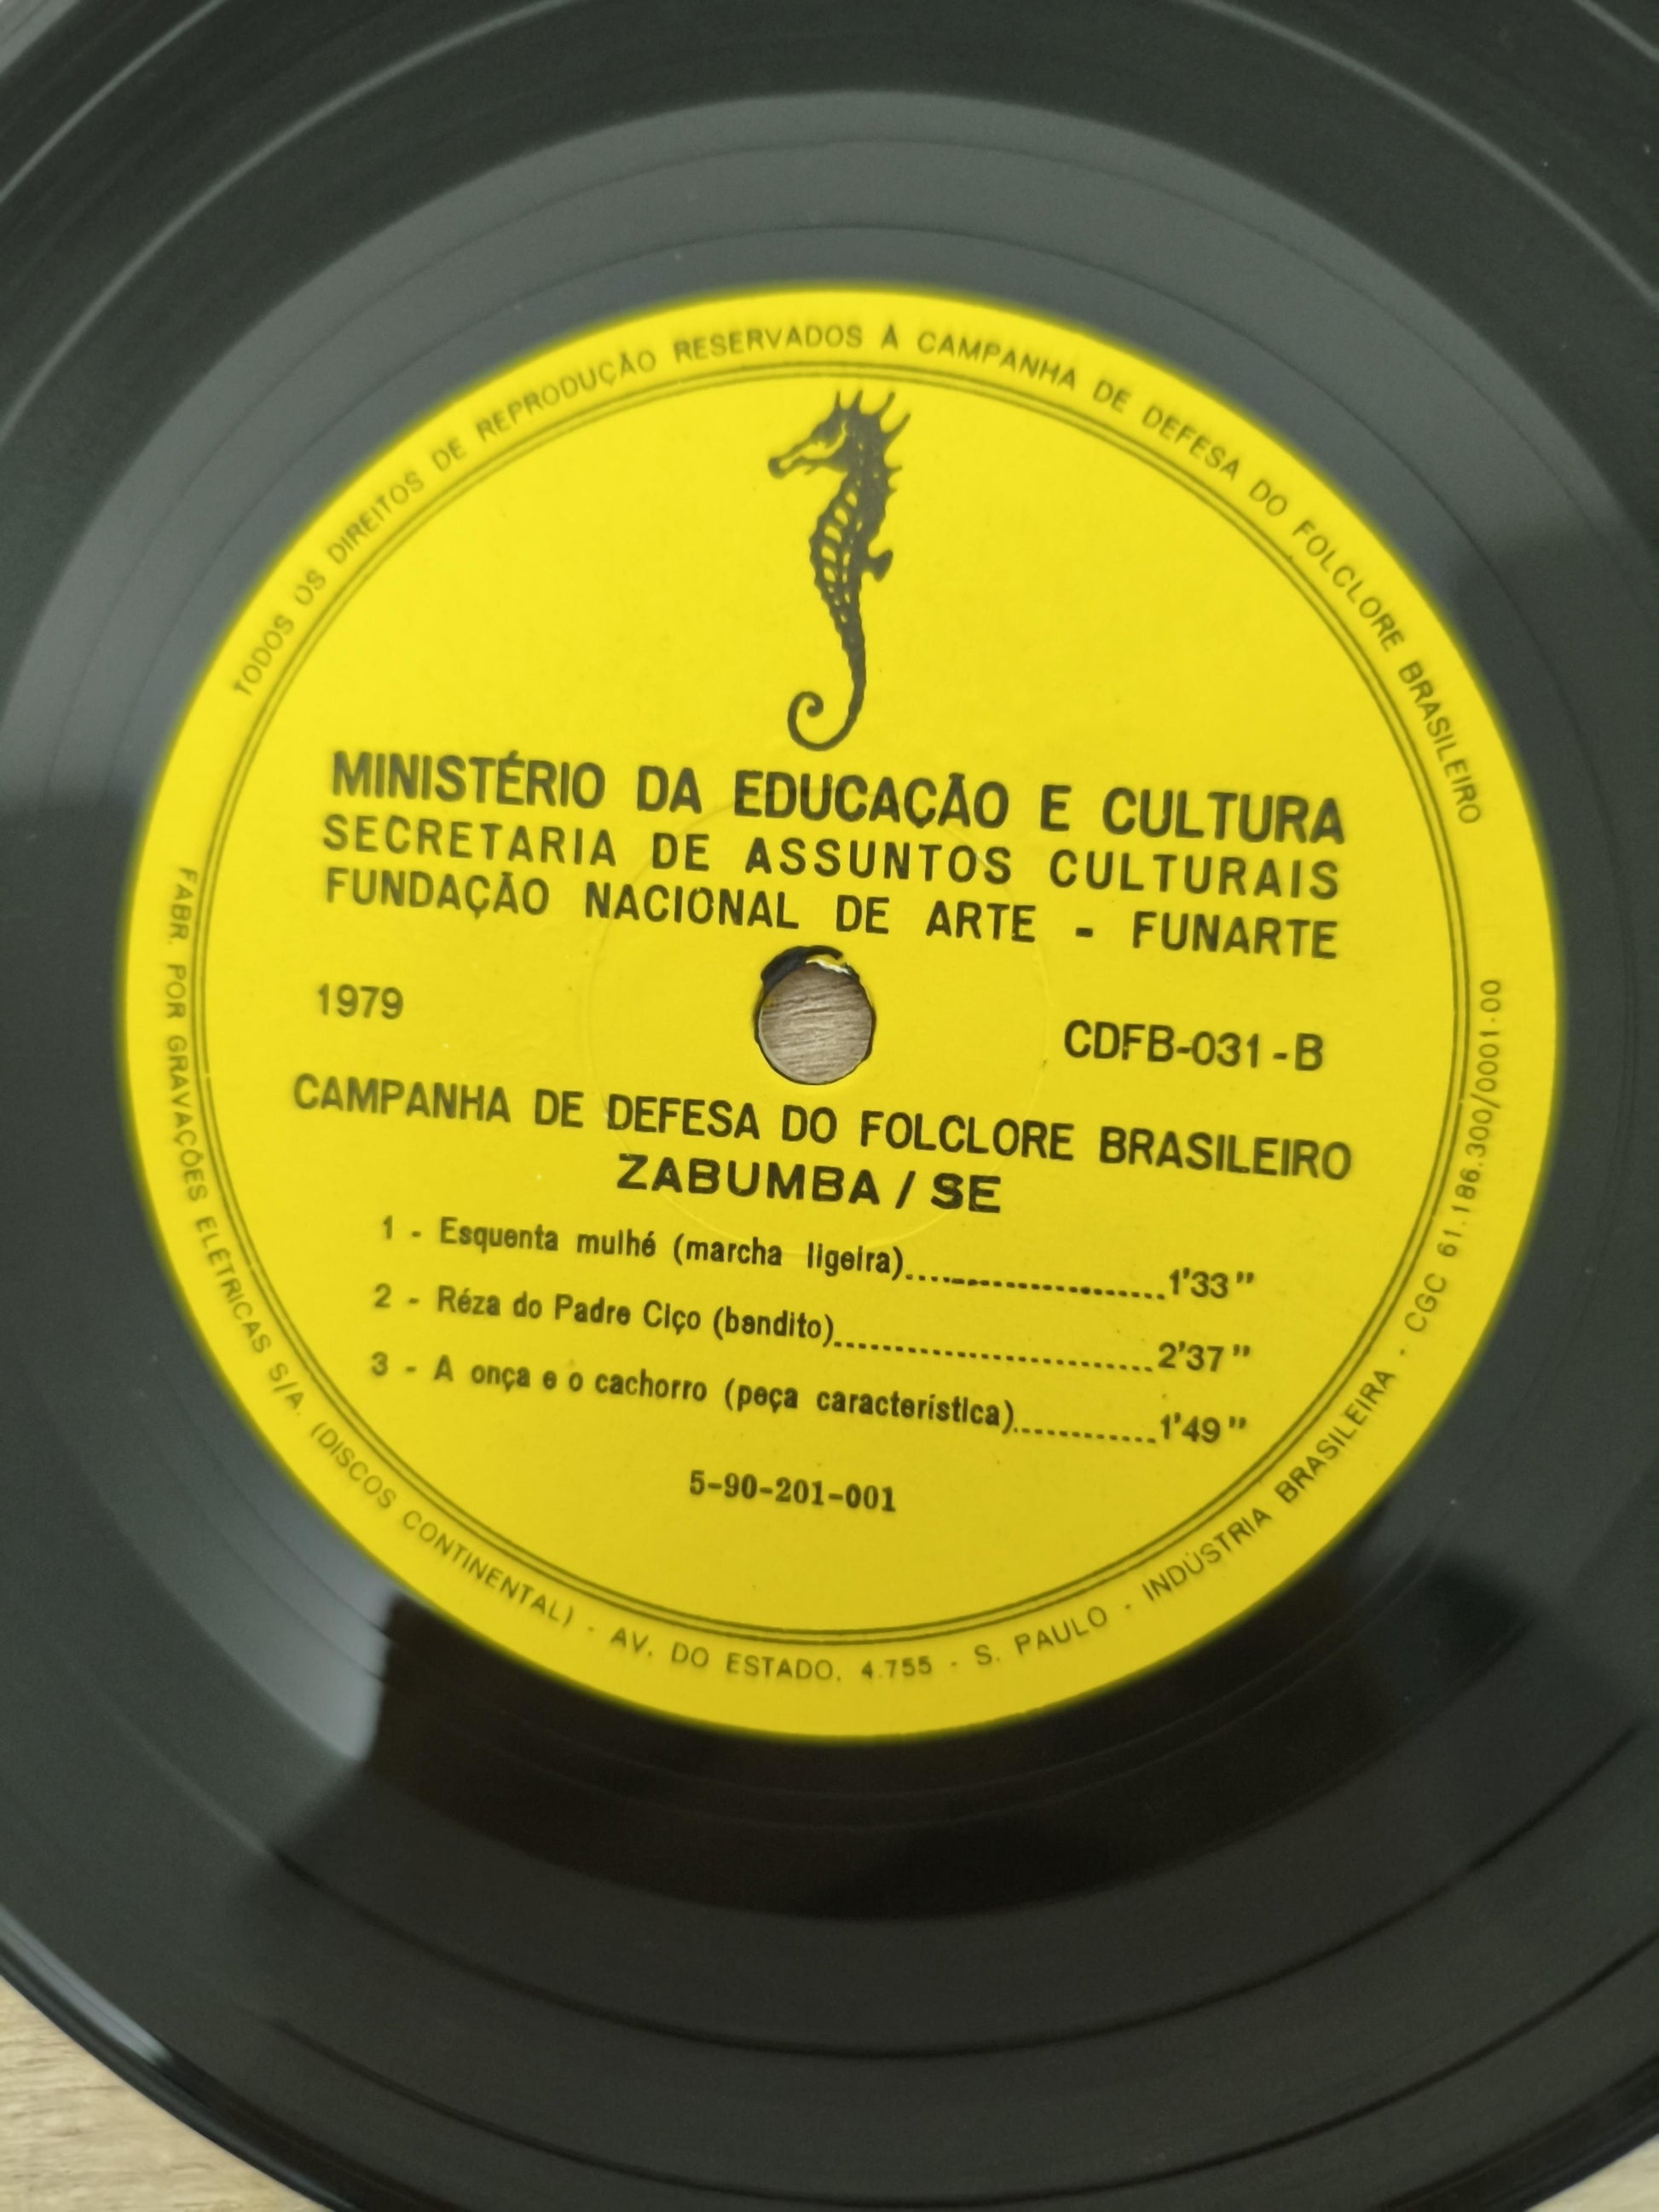 TODOS OS DIREITOS DE REPRODUÇÃO RESERVADOS À CAMPANHA DE DEFESA DO FOLCLORE BRASILEIRO
MINISTÉRIO DA EDUCAÇÃO E CULTURA
SECRETARIA DE ASSUNTOS CULTURAIS
FUNDAÇÃO NACIONAL DE ARTE - FUNARTE
1979
CDFB-031-B
CAMPANHA DE DEFESA DO FOLCLORE BRASILEIRO
ZABUMBA / SE
1 - Esquenta mulhé (marcha ligeira)........................1'33"
2 - Réza do Padre Ciço (bendito)..............................2'37"
3 - A onça e o cachorro (peça característica).............1'49"
5-90-201-001
FABR. POR GRAVAÇÕES ELÉTRICAS S/A. (DISCOS CONTINENTAL) - AV. DO ESTADO, 4.755 - S. PAULO - INDÚSTRIA BRASILEIRA - CGC 61.186.300/0001-00